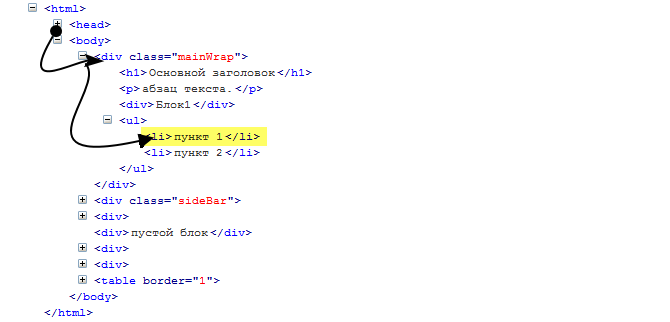 <html>
<head>
<body>
<div class="mainWrap">
<h1>Основной заголовок</h1>
<p>абзац текста.</p>
<div>Блок1</div>
<ul>
<li>пункт 1</li>
<li>пункт 2</li>
</ul>
</div>
<div class="sideBar">
<div>
<div>пустой блок</div>
<div>
<div>
<table border="1">
</body>
</html>